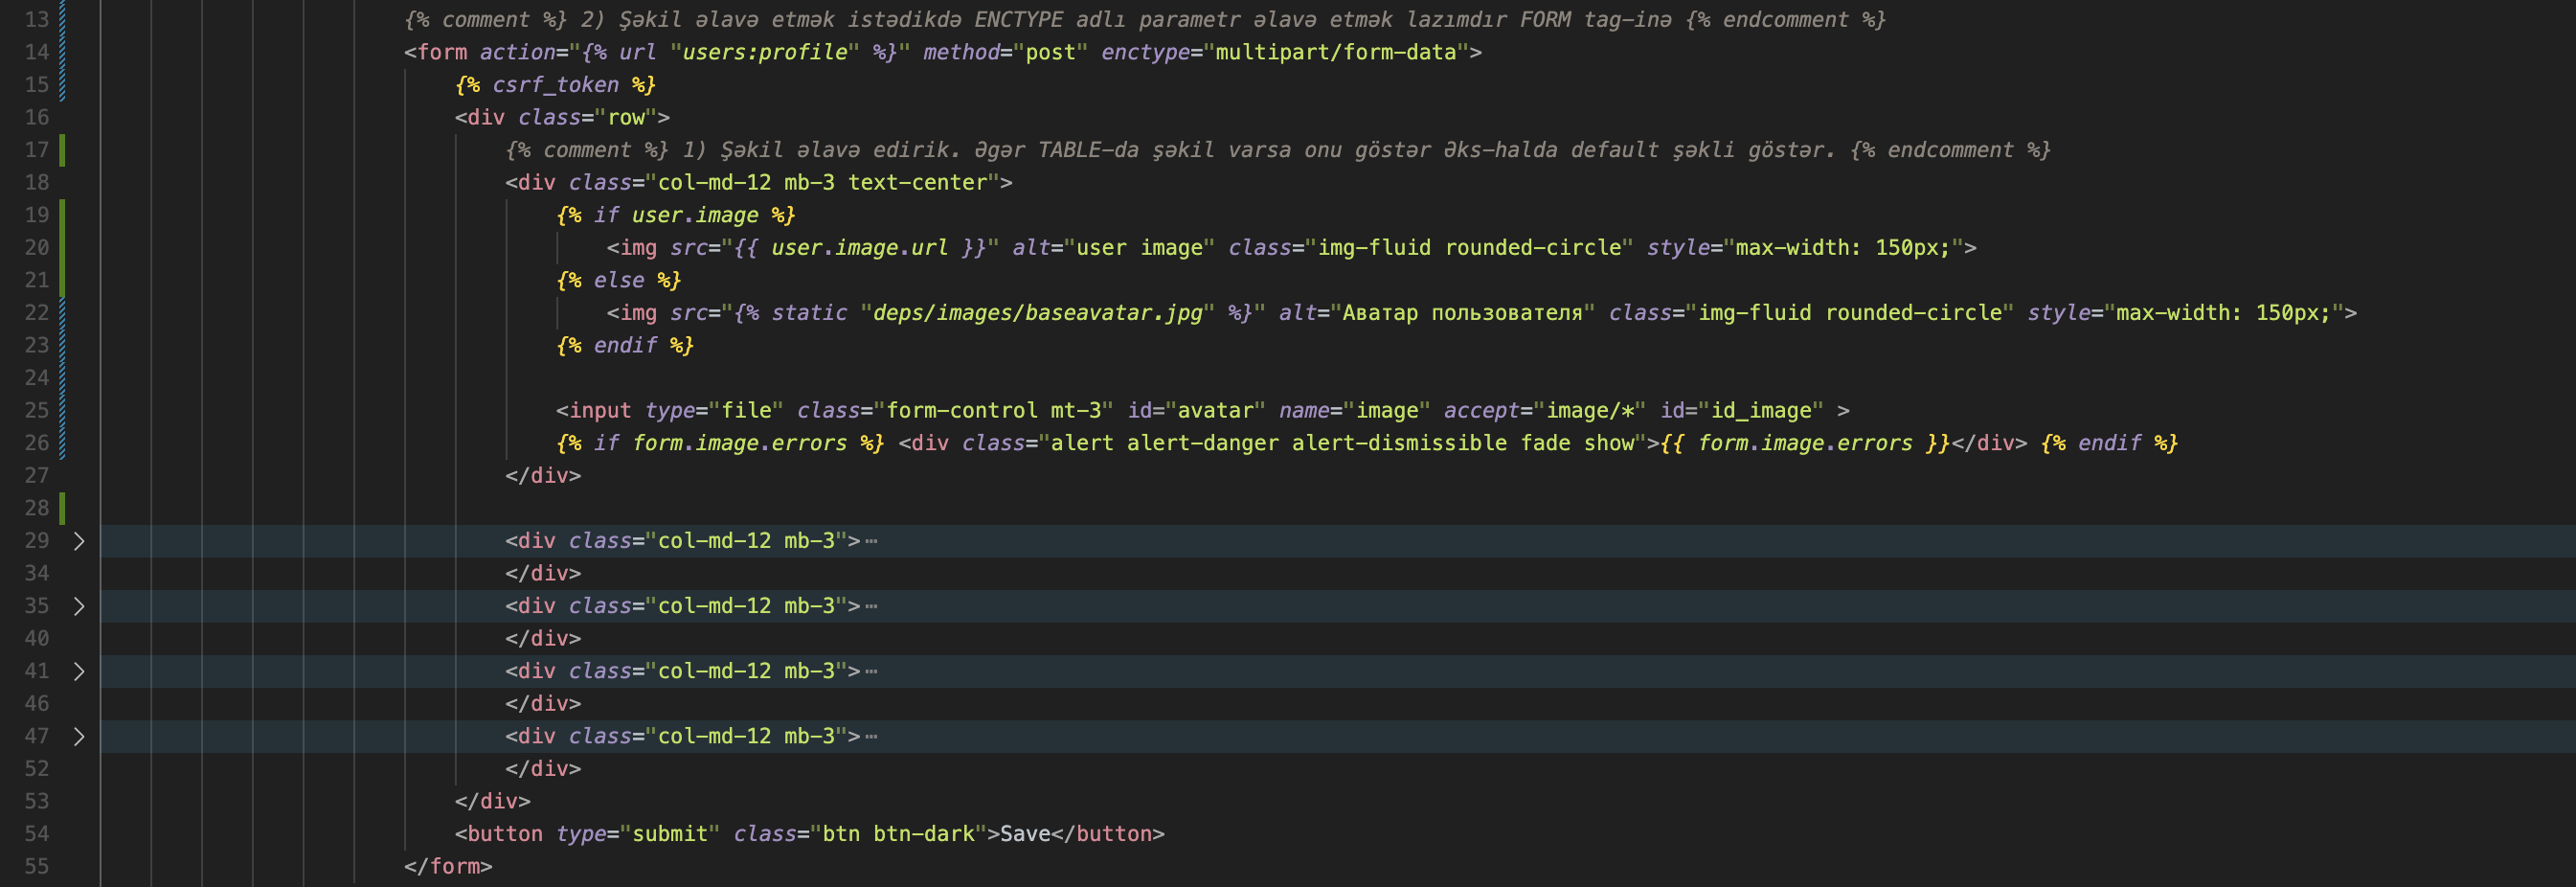 13 {% comment %} 2) Şəkil əlavə etmək istədikdə ENCTYPE adlı parametr əlavə etmək lazımdır FORM tag-inə {% endcomment %}
14 <form action="{% url "users:profile" %}" method="post" enctype="multipart/form-data">
15 {% csrf_token %}
16 <div class="row">
17 {% comment %} 1) Şəkil əlavə edirik. Əgər TABLE-da şəkil varsa onu göstər Əks-halda default şəkli göstər. {% endcomment %}
18 <div class="col-md-12 mb-3 text-center">
19 {% if user.image %}
20 <img src="{{ user.image.url }}" alt="user image" class="img-fluid rounded-circle" style="max-width: 150px;">
21 {% else %}
22 <img src="{% static "deps/images/baseavatar.jpg" %}" alt="Аватар пользователя" class="img-fluid rounded-circle" style="max-width: 150px;">
23 {% endif %}
24
25 <input type="file" class="form-control mt-3" id="avatar" name="image" accept="image/*" id="id_image" >
26 {% if form.image.errors %} <div class="alert alert-danger alert-dismissible fade show">{{ form.image.errors }}</div> {% endif %}
27 </div>
28
29 <div class="col-md-12 mb-3">⋯
34 </div>
35 <div class="col-md-12 mb-3">⋯
40 </div>
41 <div class="col-md-12 mb-3">⋯
46 </div>
47 <div class="col-md-12 mb-3">⋯
52 </div>
53 </div>
54 <button type="submit" class="btn btn-dark">Save</button>
55 </form>